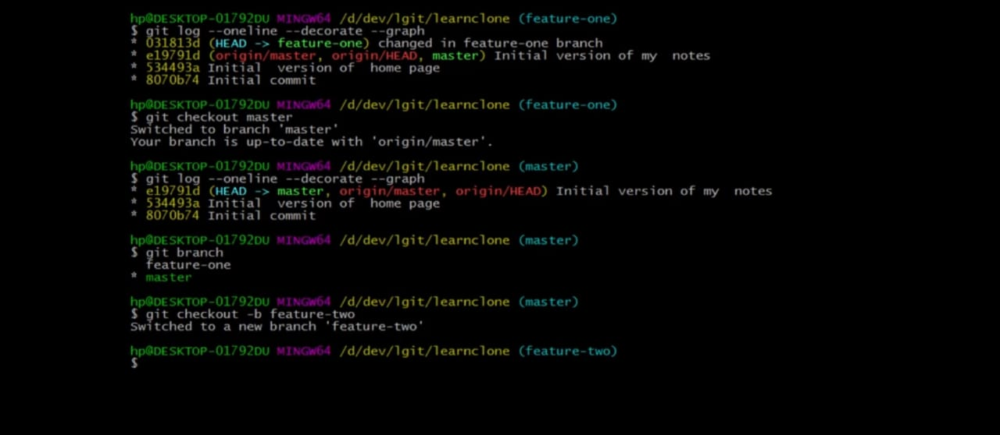 hp@DESKTOP-01792DU MINGW64 /d/dev/lgit/learnclone (feature-one)
$ git log --oneline --decorate --graph
* 031813d (HEAD -> feature-one) changed in feature-one branch
* e19791d (origin/master, origin/HEAD, master) Initial version of my  notes
* 534493a Initial  version of  home page
* 8070b74 Initial commit
hp@DESKTOP-01792DU MINGW64 /d/dev/lgit/learnclone (feature-one)
$ git checkout master
Switched to branch 'master'
Your branch is up-to-date with 'origin/master'.
hp@DESKTOP-01792DU MINGW64 /d/dev/lgit/learnclone (master)
$ git log --oneline --decorate --graph
* e19791d (HEAD -> master, origin/master, origin/HEAD) Initial version of my  notes
* 534493a Initial  version of  home page
* 8070b74 Initial commit
hp@DESKTOP-01792DU MINGW64 /d/dev/lgit/learnclone (master)
$ git branch
  feature-one
* master
hp@DESKTOP-01792DU MINGW64 /d/dev/lgit/learnclone (master)
$ git checkout -b feature-two
Switched to a new branch 'feature-two'
hp@DESKTOP-01792DU MINGW64 /d/dev/lgit/learnclone (feature-two)
$